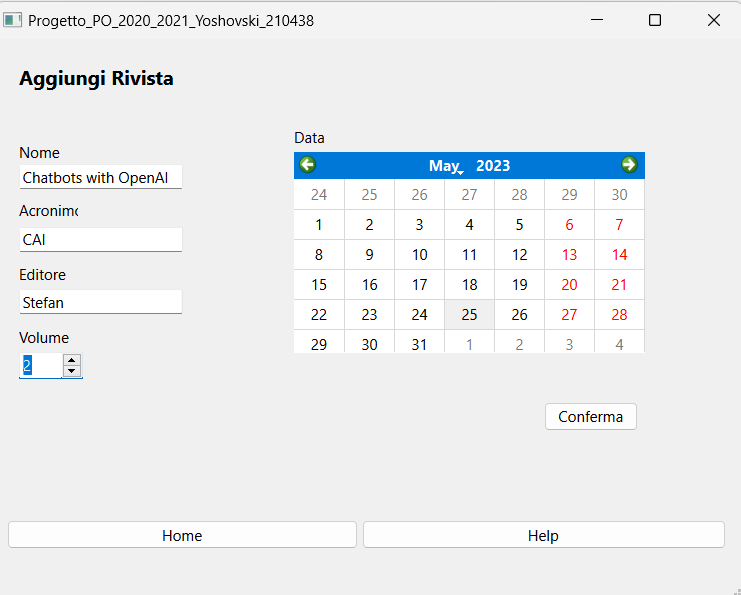 Progetto_PO_2020_2021_Yoshovski_210438
Aggiungi Rivista
Nome
Chatbots with OpenAI
Acronimo
CAI
Editore
Stefan
Volume
2
Data
May 2023
24 25 26 27 28 29 30
1 2 3 4 5 6 7
8 9 10 11 12 13 14
15 16 17 18 19 20 21
22 23 24 25 26 27 28
29 30 31 1 2 3 4
Conferma
Home Help